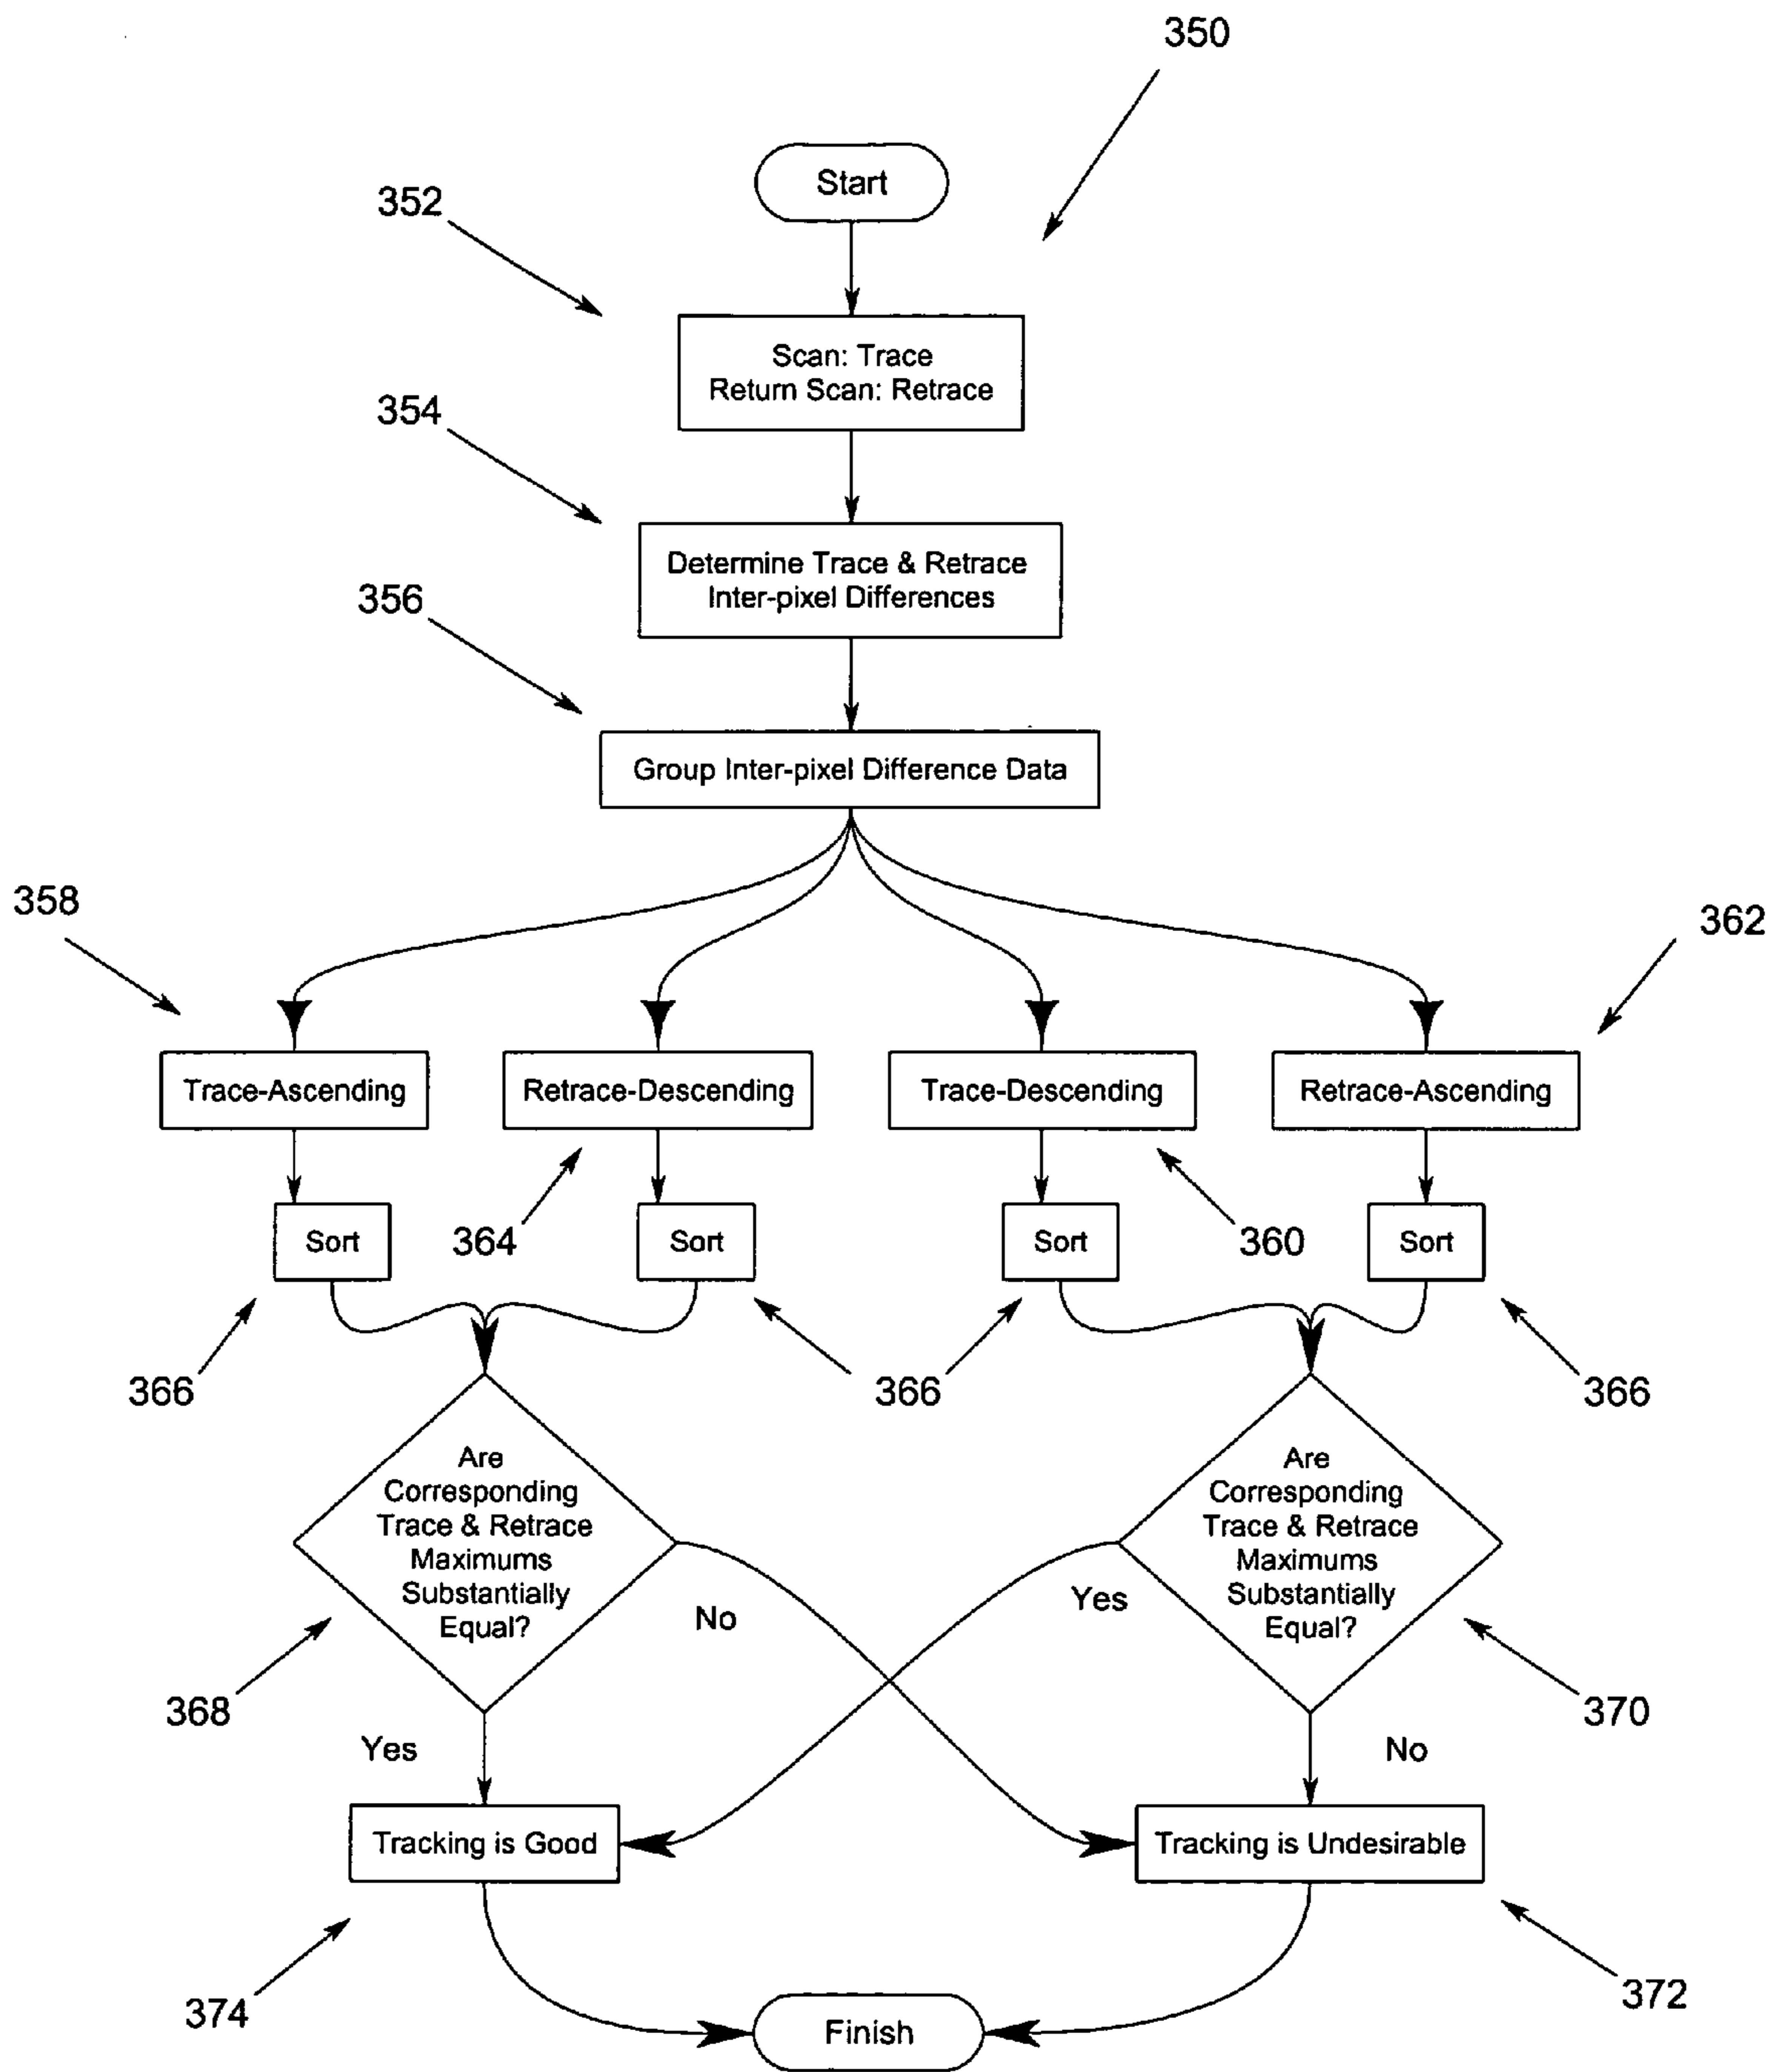 350
Start
352
Scan: Trace
Return Scan: Retrace
354
Determine Trace & Retrace
Inter-pixel Differences
356
Group Inter-pixel Difference Data
358
362
Trace-Ascending
Retrace-Descending
Trace-Descending
Retrace-Ascending
Sort
364
Sort
Sort
360
Sort
366
366
366
Are
Corresponding
Trace & Retrace
Maximums
Substantially
Equal?
Are
Corresponding
Trace & Retrace
Maximums
Substantially
Equal?
No
Yes
368
370
Yes
No
Tracking is Good
Tracking is Undesirable
374
372
Finish